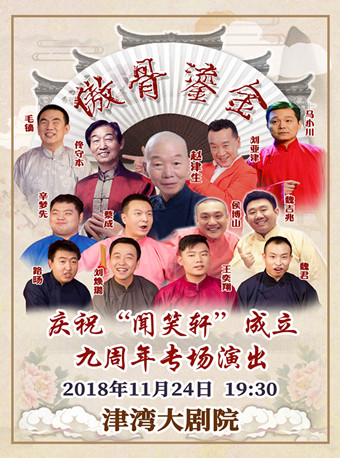 傲骨鎏金
毛镝
佟守本
赵津生
刘亚津
马小川
辛梦先
蔡成
侯博山
魏吉兆
路旸
刘焕璐
王奕翔
魏君
庆祝“闻笑轩”成立
九周年专场演出
2018年11月24日 19:30
津湾大剧院